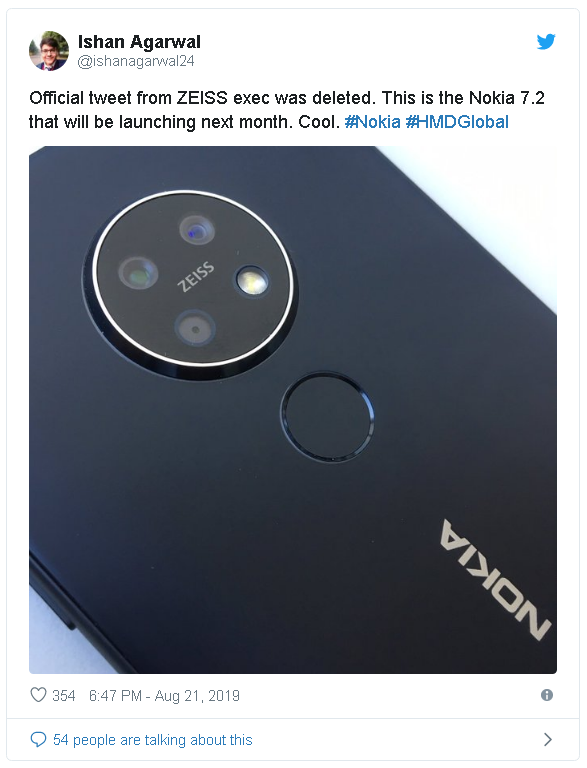 Ishan Agarwal
@ishanagarwal24
Official tweet from ZEISS exec was deleted. This is the Nokia 7.2
that will be launching next month. Cool. #Nokia #HMDGlobal
ZEISS
NOKIA
354 6:47 PM - Aug 21, 2019
54 people are talking about this